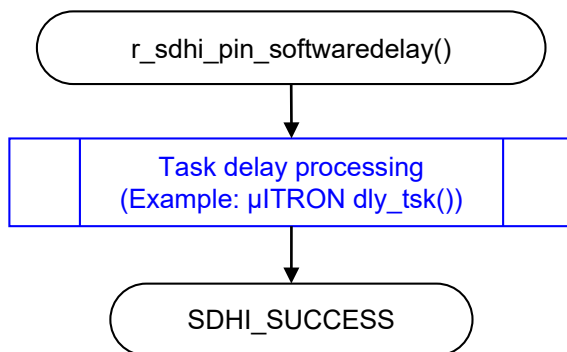 r_sdhi_pin_softwaredelay()
Task delay processing
(Example: µITRON dly_tsk())
SDHI_SUCCESS